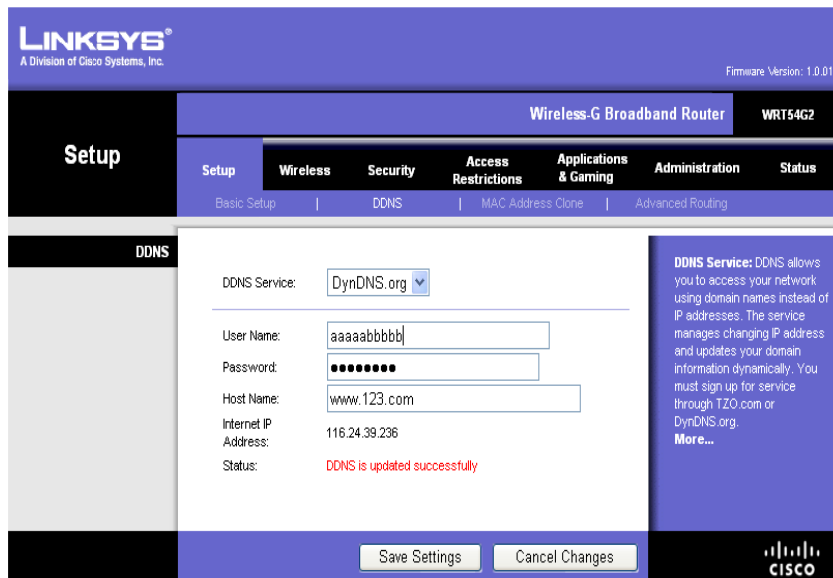 LINKSYS®
A Division of Cisco Systems, Inc.
Firmware Version: 1.0.01
Wireless-G Broadband Router WRT54G2
Setup
Setup Wireless Security Access Restrictions Applications & Gaming Administration Status
Basic Setup | DDNS | MAC Address Clone | Advanced Routing
DDNS
DDNS Service: DynDNS.org
User Name: aaaaabbbbb
Password: ●●●●●●●●
Host Name: www.123.com
Internet IP
Address: 116.24.39.236
Status: DDNS is updated successfully
DDNS Service: DDNS allows
you to access your network
using domain names instead of
IP addresses. The service
manages changing IP address
and updates your domain
information dynamically. You
must sign up for service
through TZO.com or
DynDNS.org.
More...
Save Settings Cancel Changes
CISCO